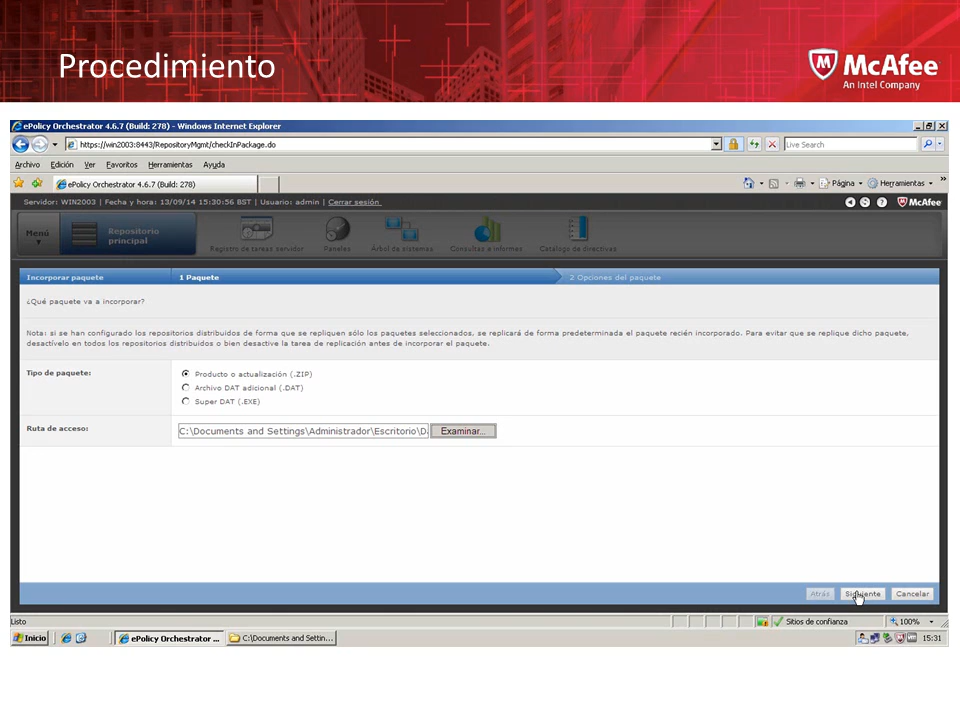 Procedimiento
McAfee
An Intel Company
ePolicy Orchestrator 4.6.7 (Build: 278) - Windows Internet Explorer
https://win2003:8443/RepositoryMgmt/checkInPackage.do
Live Search
Archivo Edición Ver Favoritos Herramientas Ayuda
ePolicy Orchestrator 4.6.7 (Build: 278)
Página Herramientas
Servidor: WIN2003 | Fecha y hora: 13/09/14 15:30:56 BST | Usuario: admin | Cerrar sesión
McAfee
Menú
Repositorio
principal
Registro de tareas servidor Paneles Árbol de sistemas Consultas e informes Catálogo de directivas
Incorporar paquete 1 Paquete 2 Opciones del paquete
¿Qué paquete va a incorporar?
Nota: si se han configurado los repositorios distribuidos de forma que se repliquen sólo los paquetes seleccionados, se replicará de forma predeterminada el paquete recién incorporado. Para evitar que se replique dicho paquete,
desactívelo en todos los repositorios distribuidos o bien desactive la tarea de replicación antes de incorporar el paquete.
Tipo de paquete:
Producto o actualización (.ZIP)
Archivo DAT adicional (.DAT)
Super DAT (.EXE)
Ruta de acceso:
C:\Documents and Settings\Administrador\Escritorio\D
Examinar...
Atrás Siguiente Cancelar
Listo
Sitios de confianza
100%
Inicio
ePolicy Orchestrator ...
C:\Documents and Settin...
15:31